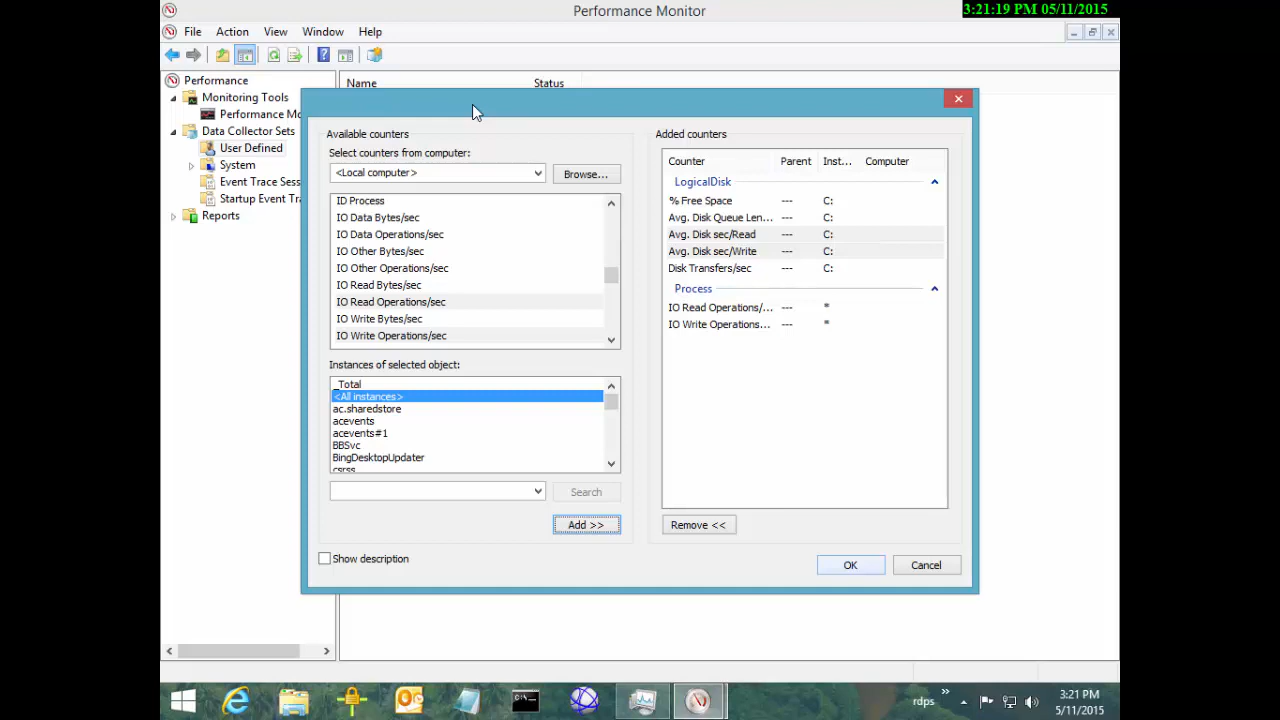 Performance Monitor
3:21:19 PM 05/11/2015
File Action View Window Help
Performance
Monitoring Tools
Performance Mo
Data Collector Sets
User Defined
System
Event Trace Sess
Startup Event Tra
Reports
Name Status
Available counters
Select counters from computer:
<Local computer>
Browse...
ID Process
IO Data Bytes/sec
IO Data Operations/sec
IO Other Bytes/sec
IO Other Operations/sec
IO Read Bytes/sec
IO Read Operations/sec
IO Write Bytes/sec
IO Write Operations/sec
Instances of selected object:
_Total
<All instances>
ac.sharedstore
acevents
acevents#1
BBSvc
BingDesktopUpdater
csrss
Search
Add >>
Show description
Added counters
Counter Parent Inst... Computer
LogicalDisk
% Free Space --- C:
Avg. Disk Queue Len... --- C:
Avg. Disk sec/Read --- C:
Avg. Disk sec/Write --- C:
Disk Transfers/sec --- C:
Process
IO Read Operations/... --- *
IO Write Operations... --- *
Remove <<
OK
Cancel
rdps
3:21 PM
5/11/2015